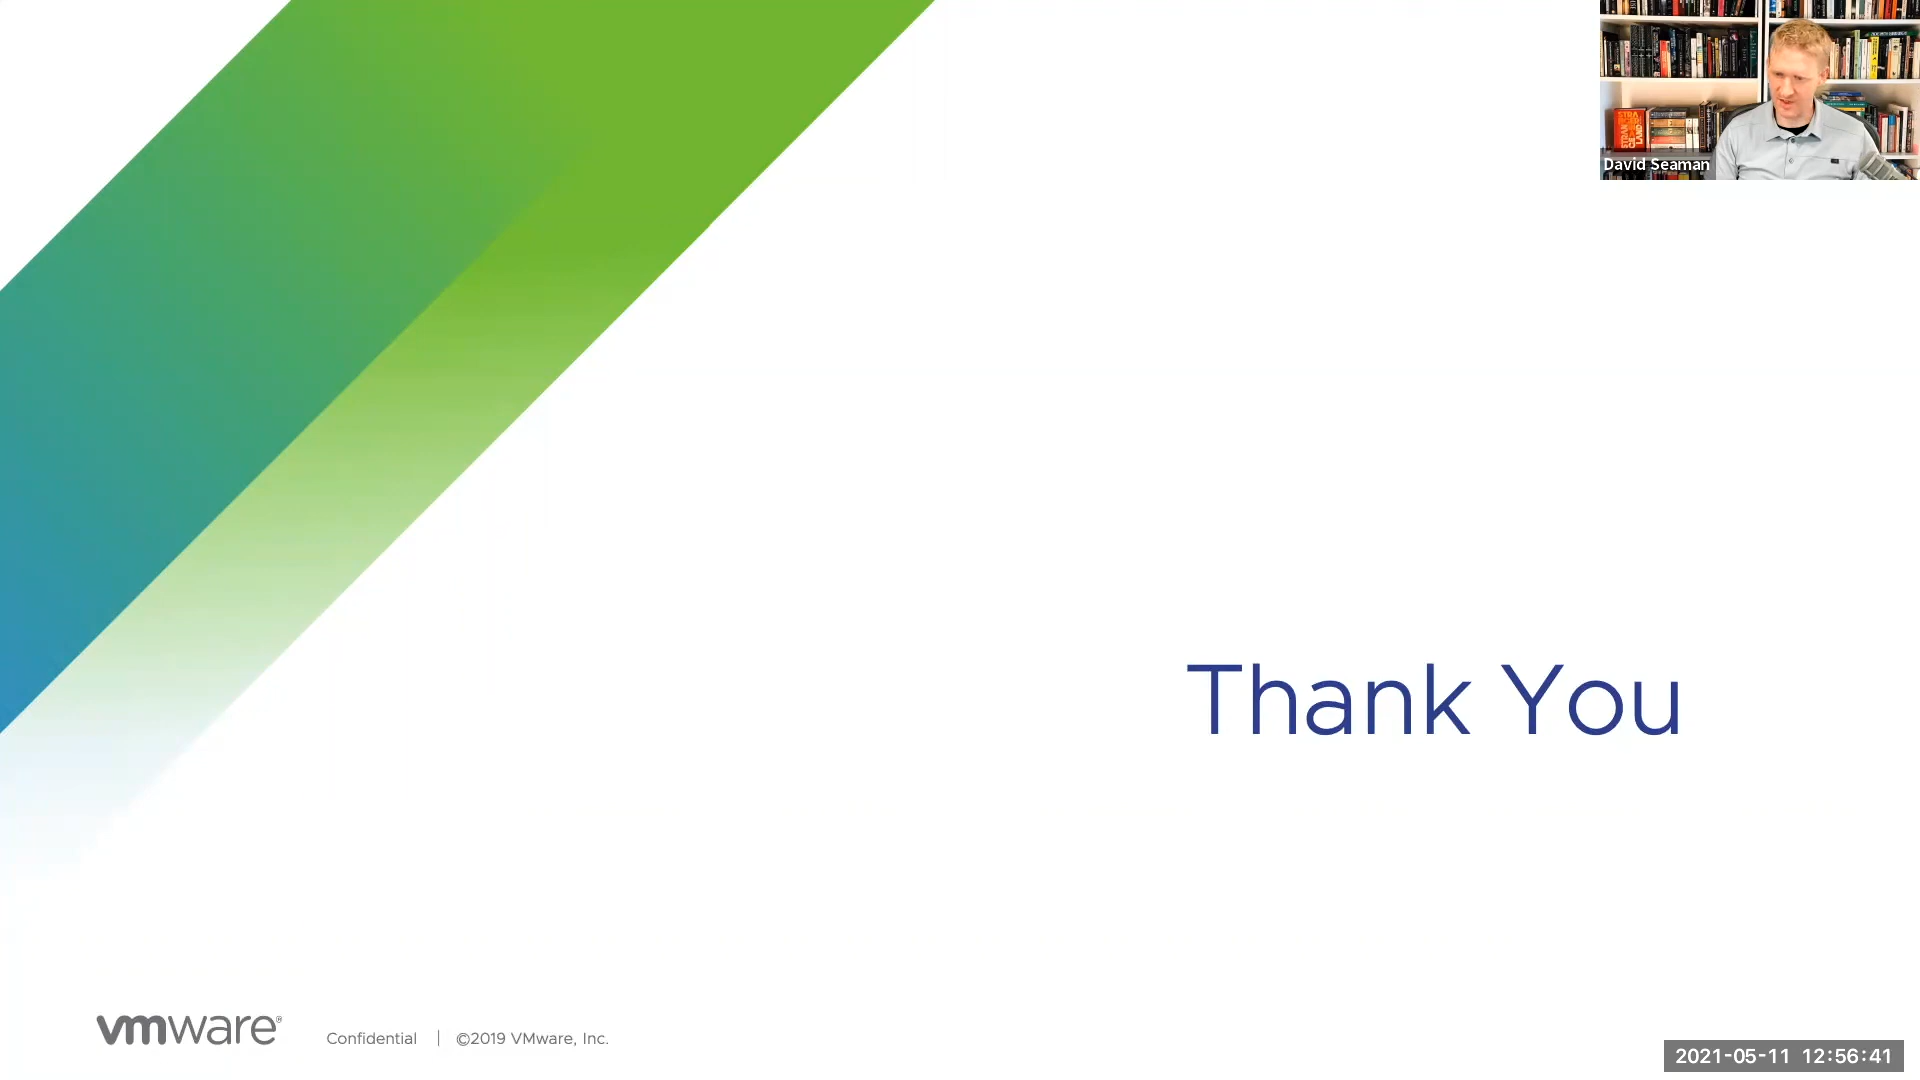 David Seaman
Thank You
vmware®
Confidential | ©2019 VMware, Inc.
2021-05-11 12:56:41